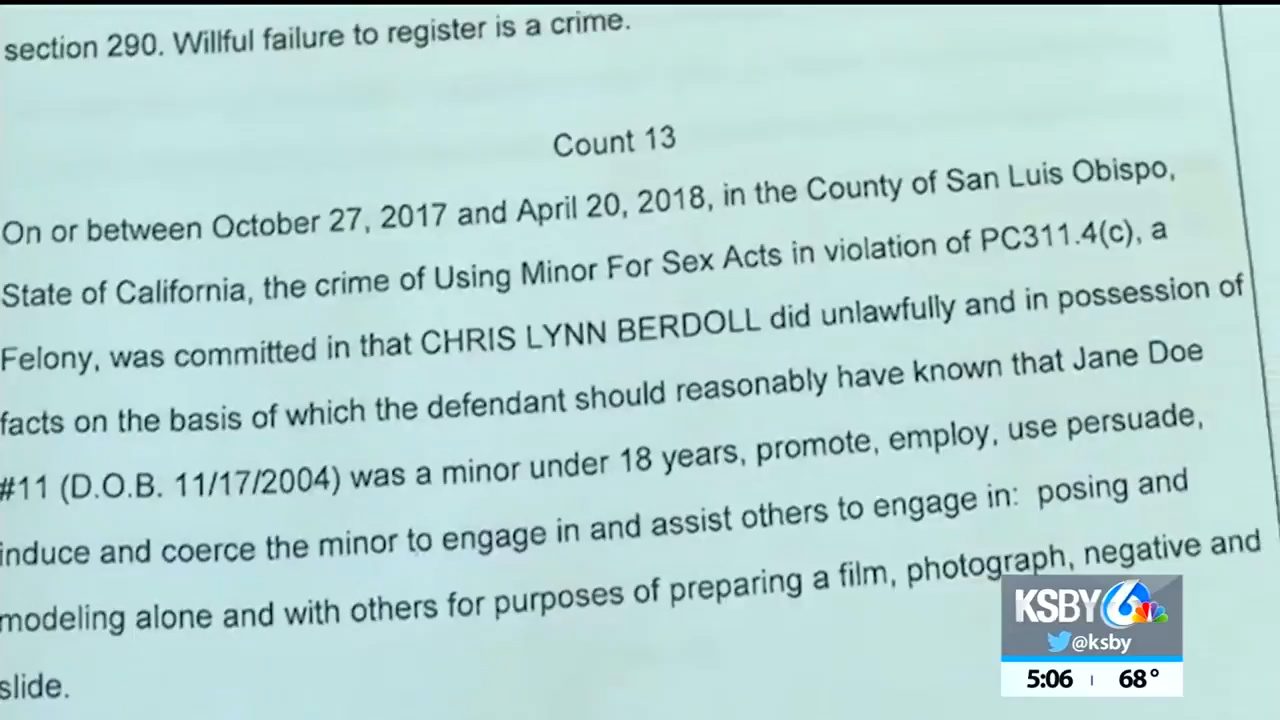 section 290. Willful failure to register is a crime.
Count 13
On or between October 27, 2017 and April 20, 2018, in the County of San Luis Obispo,
State of California, the crime of Using Minor For Sex Acts in violation of PC311.4(c), a
Felony, was committed in that CHRIS LYNN BERDOLL did unlawfully and in possession of
facts on the basis of which the defendant should reasonably have known that Jane Doe
#11 (D.O.B. 11/17/2004) was a minor under 18 years, promote, employ, use persuade,
induce and coerce the minor to engage in and assist others to engage in: posing and
modeling alone and with others for purposes of preparing a film, photograph, negative and
slide.
KSBY 6
@ksby
5:06 68°